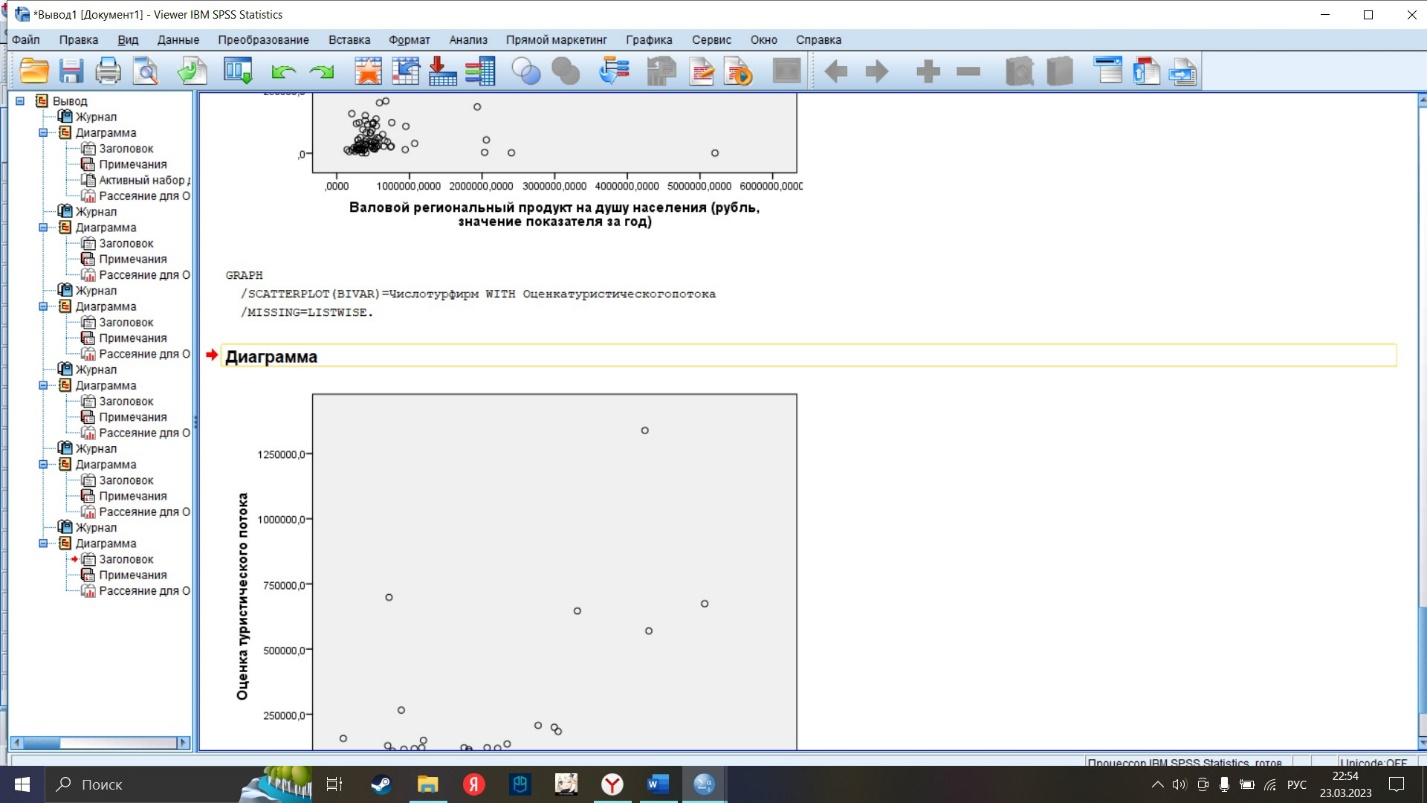 *Вывод1 [Документ1] - Viewer IBM SPSS Statistics
Файл Правка Вид Данные Преобразование Вставка Формат Анализ Прямой маркетинг Графика Сервис Окно Справка
Вывод
Журнал
Диаграмма
Заголовок
Примечания
Активный набор
Рассеяние для О
Журнал
Диаграмма
Заголовок
Примечания
Рассеяние для О
Журнал
Диаграмма
Заголовок
Примечания
Рассеяние для О
Журнал
Диаграмма
Заголовок
Примечания
Рассеяние для О
Журнал
Диаграмма
Заголовок
Примечания
Рассеяние для О
Журнал
Диаграмма
Заголовок
Примечания
Рассеяние для О
,0
,0000 1000000,0000 2000000,0000 3000000,0000 4000000,0000 5000000,0000 6000000,000
Валовой региональный продукт на душу населения (рубль,
значение показателя за год)
GRAPH
/SCATTERPLOT(BIVAR)=Числотурфирм WITH Оценкатуристическогопотока
/MISSING=LISTWISE.
Диаграмма
Оценка туристического потока
1250000,0
1000000,0
750000,0
500000,0
250000,0
Процессор IBM SPSS Statistics готов
Unicode:OFF
Поиск
РУС
22:54
23.03.2023